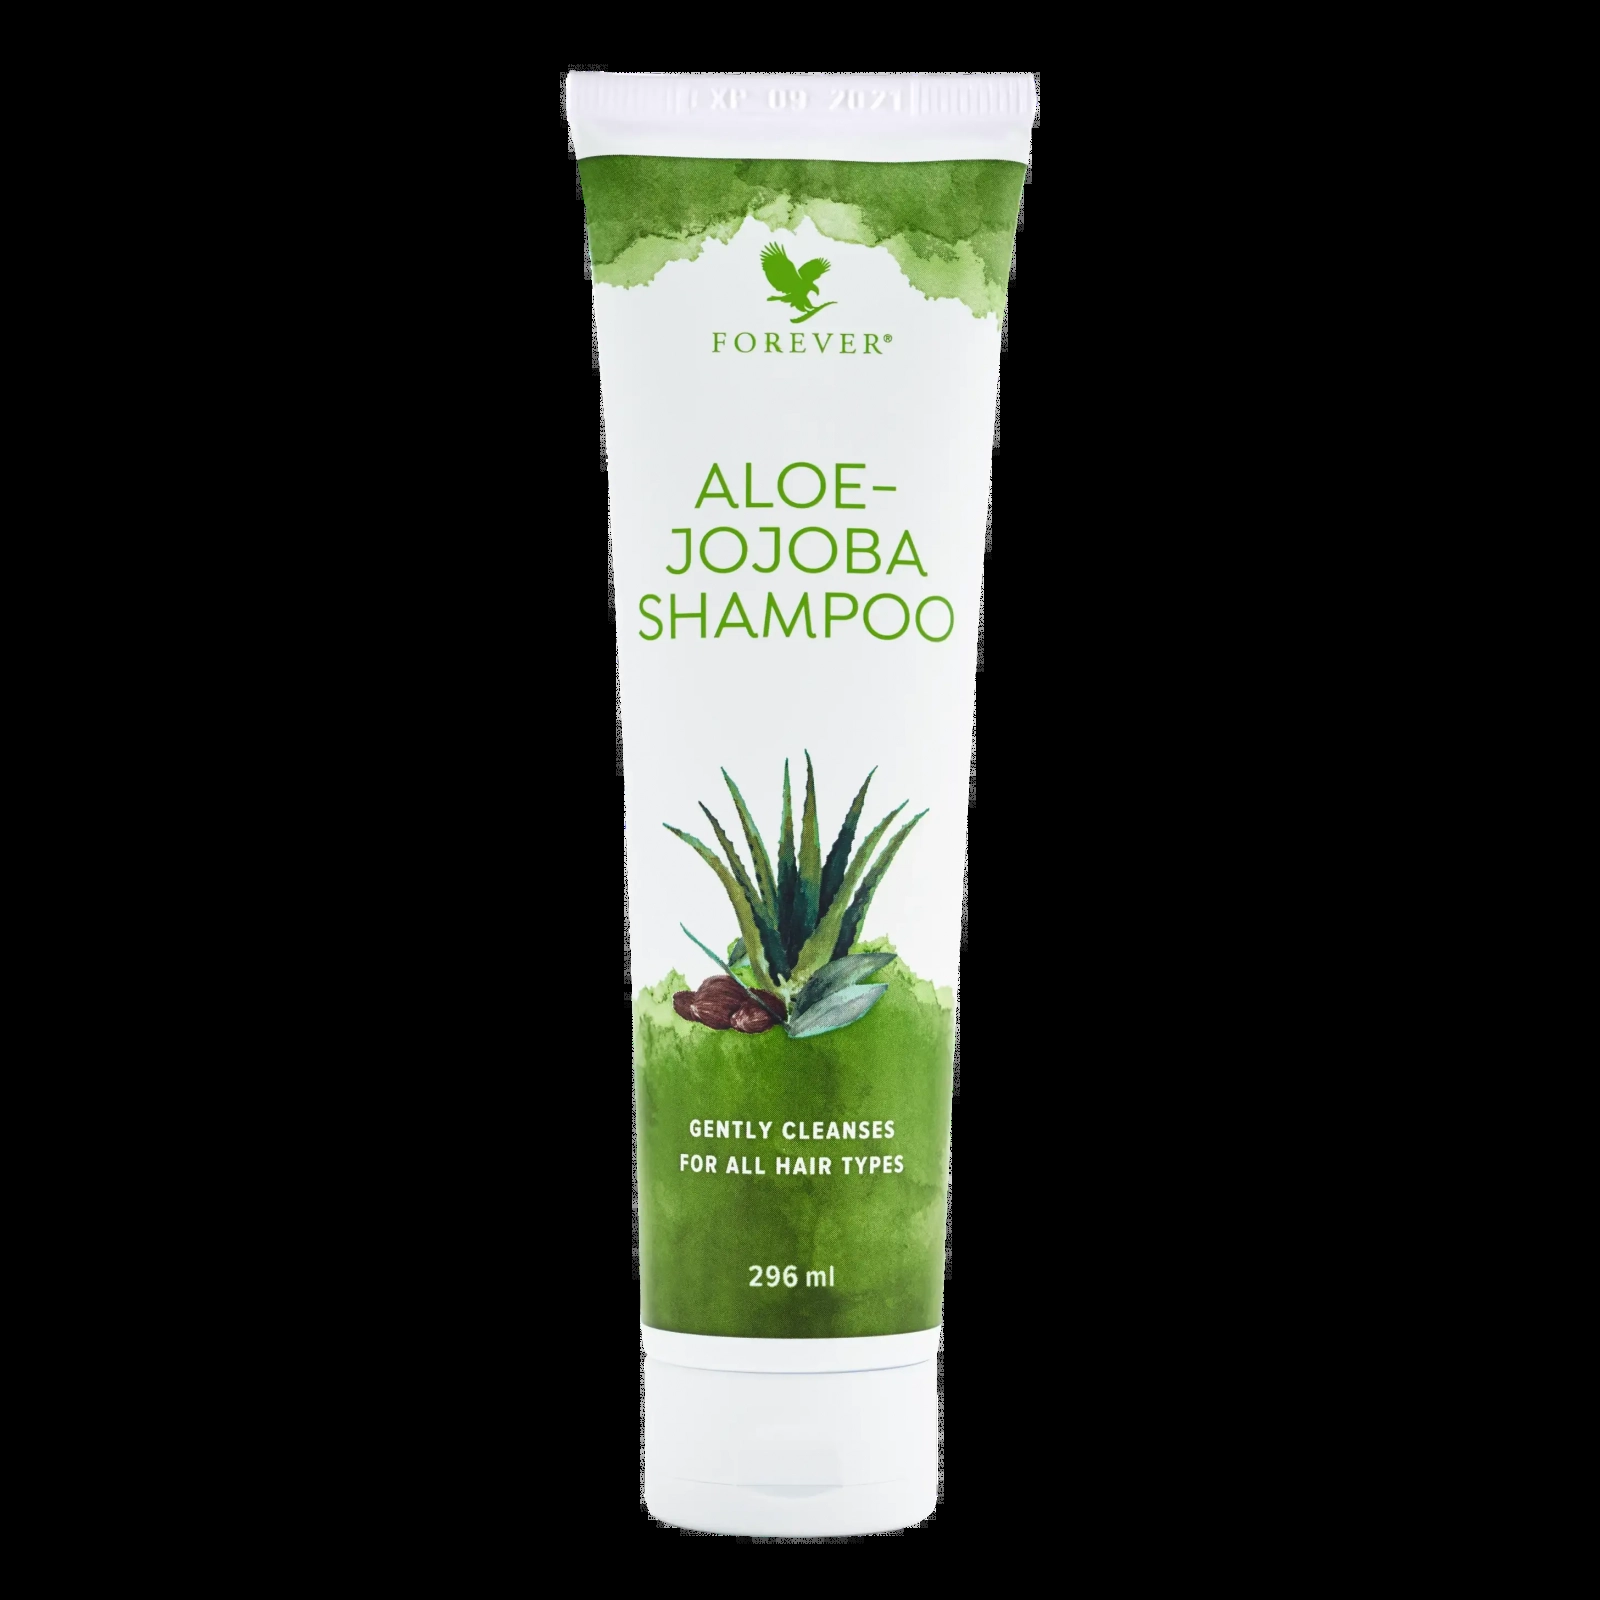 EXP 09 2021
FOREVER®
ALOE-
JOJOBA
SHAMPOO
GENTLY CLEANSES
FOR ALL HAIR TYPES
296 ml